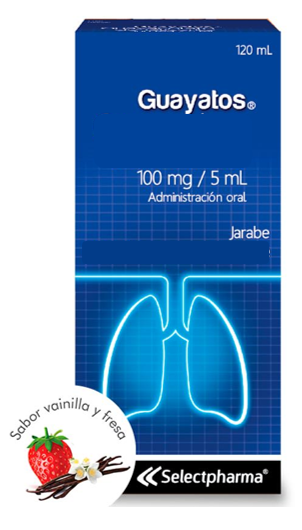 120 mL
Guayatos®
100 mg / 5 mL
Administración oral
Jarabe
Sabor vainilla y fresa
Selectpharma®